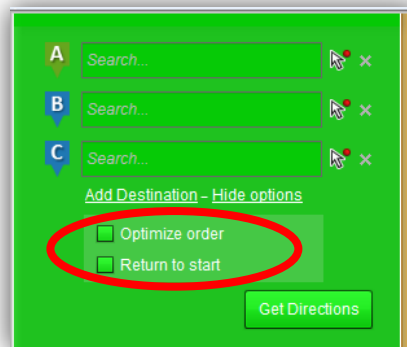 A Search...
B Search...
C Search...
Add Destination - Hide options
Optimize order
Return to start
Get Directions